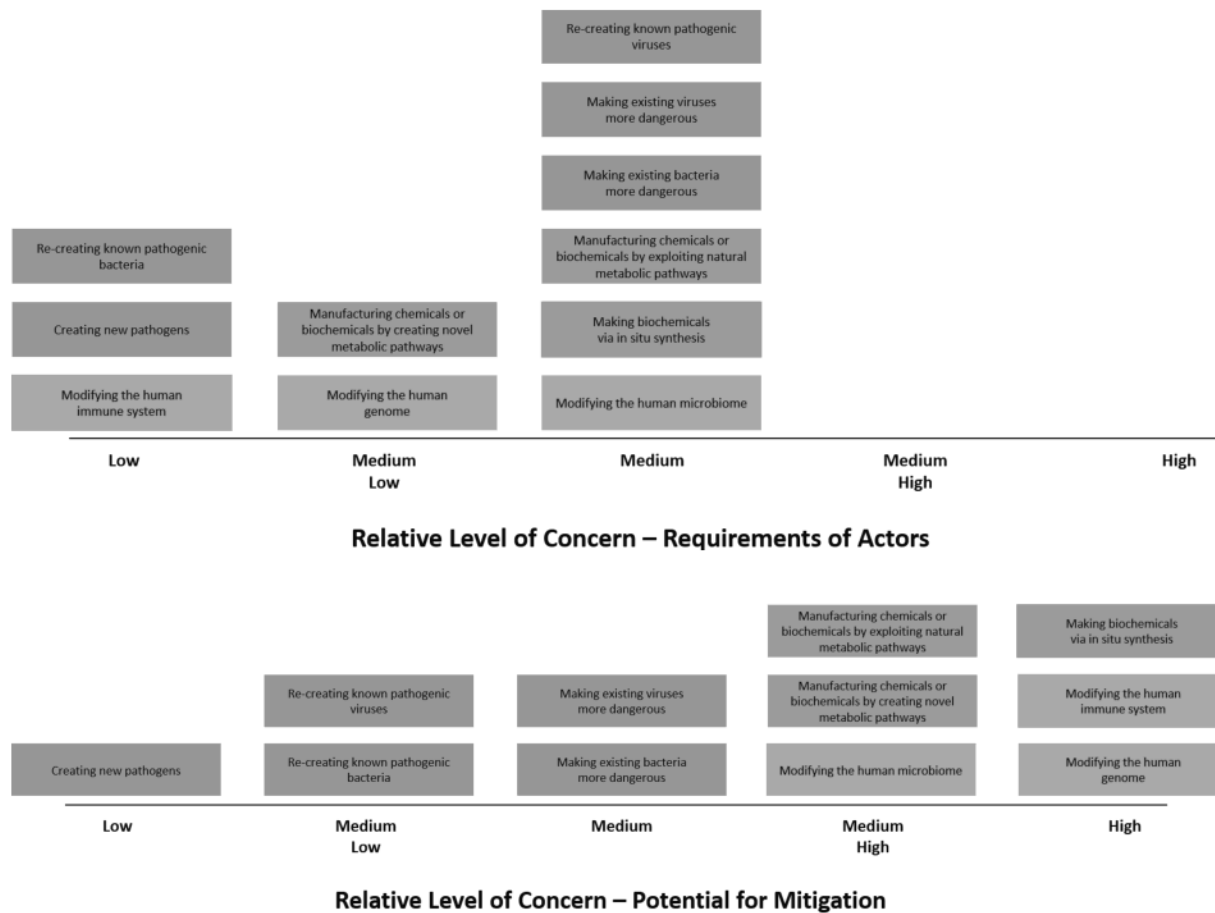 Re-creating known pathogenic
viruses
Making existing viruses
more dangerous
Making existing bacteria
more dangerous
Re-creating known pathogenic
bacteria
Manufacturing chemicals or
biochemicals by exploiting natural
metabolic pathways
Creating new pathogens
Manufacturing chemicals or
biochemicals by creating novel
metabolic pathways
Making biochemicals
via in situ synthesis
Modifying the human
immune system
Modifying the human
genome
Modifying the human microbiome
Low
Medium
Low
Medium
Medium
High
High
Relative Level of Concern – Requirements of Actors
Manufacturing chemicals or
biochemicals by exploiting natural
metabolic pathways
Making biochemicals
via in situ synthesis
Re-creating known pathogenic
viruses
Making existing viruses
more dangerous
Manufacturing chemicals or
biochemicals by creating novel
metabolic pathways
Modifying the human
immune system
Creating new pathogens
Re-creating known pathogenic
bacteria
Making existing bacteria
more dangerous
Modifying the human microbiome
Modifying the human
genome
Low
Medium
Low
Medium
Medium
High
High
Relative Level of Concern – Potential for Mitigation